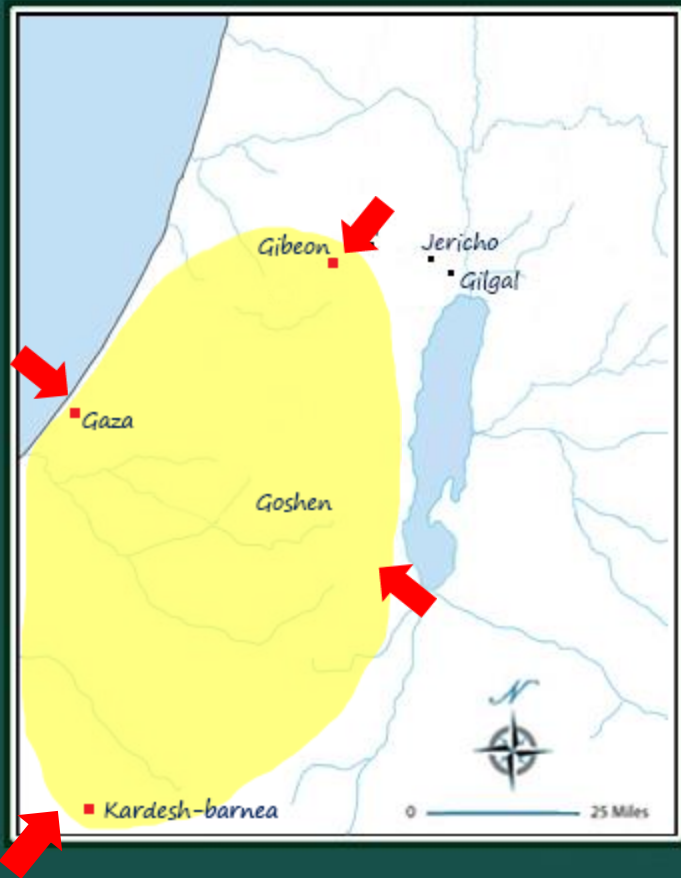 Gibeon
Jericho
Gilgal
Gaza
Goshen
N
Kardesh-barnea
0 25 Miles